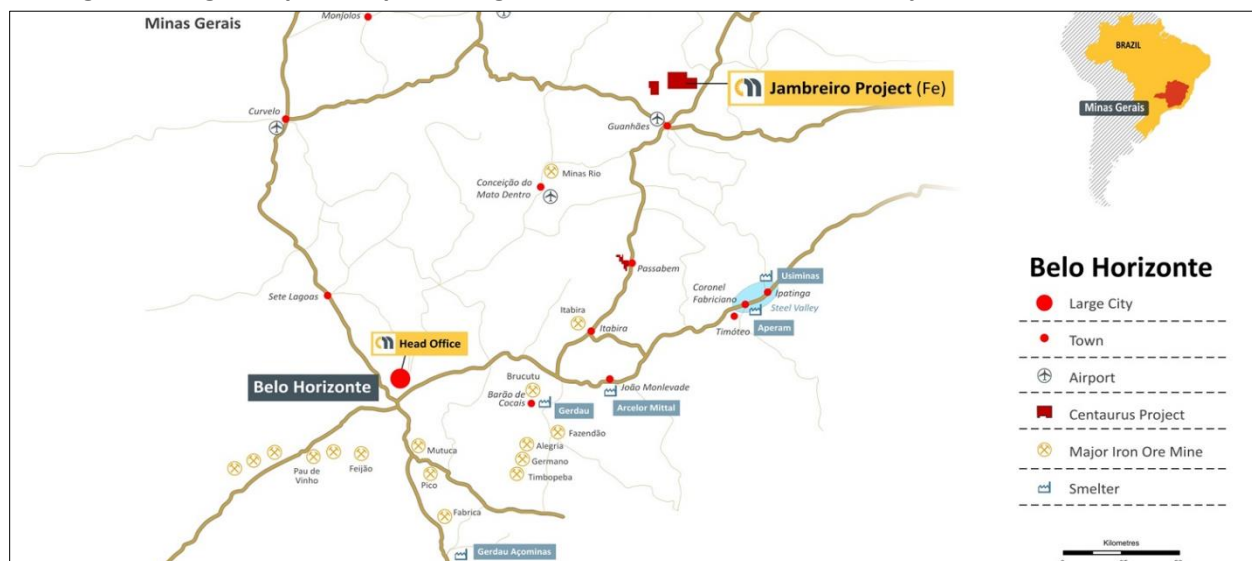 Monjolos
Minas Gerais
BRAZIL
Minas Gerais
Jambreiro Project (Fe)
Curvelo
Guanhães
Minas Rio
Conceição do
Mato Dentro
Passabem
Usiminas
Coronel
Fabriciano
Ipatinga
Steel Valley
Timóteo
Aperam
Sete Lagoas
Itabira
Itabira
Head Office
Belo Horizonte
Brucutu
João Monlevade
Barão de
Cocais
Gerdau
Arcelor Mittal
Fazendão
Mutuca
Alegria
Pau de
Vinho
Feijão
Germano
Pico
Timbopeba
Fabrica
Gerdau Açominas
Belo Horizonte
Large City
Town
Airport
Centaurus Project
Major Iron Ore Mine
Smelter
Kilometres